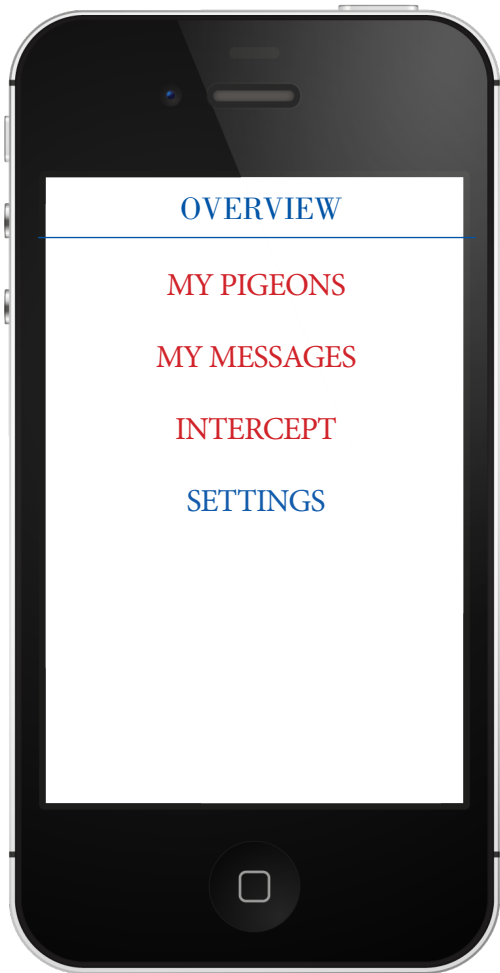 OVERVIEW
MY PIGEONS
MY MESSAGES
INTERCEPT
SETTINGS